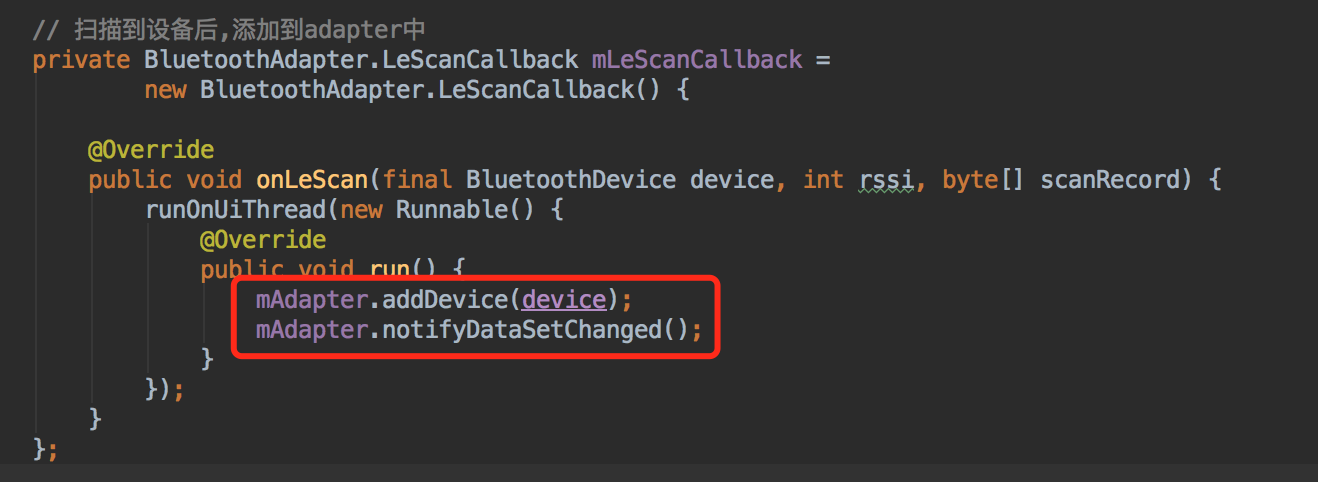 // 扫描到设备后,添加到adapter中
private BluetoothAdapter.LeScanCallback mLeScanCallback =
new BluetoothAdapter.LeScanCallback() {
@Override
public void onLeScan(final BluetoothDevice device, int rssi, byte[] scanRecord) {
runOnUiThread(new Runnable() {
@Override
public void run() {
mAdapter.addDevice(device);
mAdapter.notifyDataSetChanged();
}
});
}
};